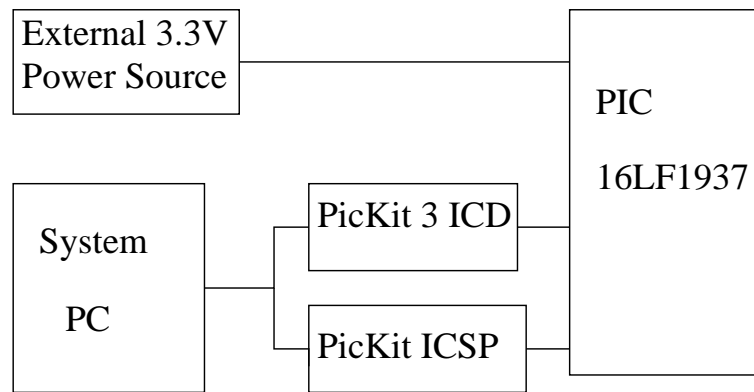 External 3.3V
Power Source
PIC
16LF1937
System
PC
PicKit 3 ICD
PicKit ICSP